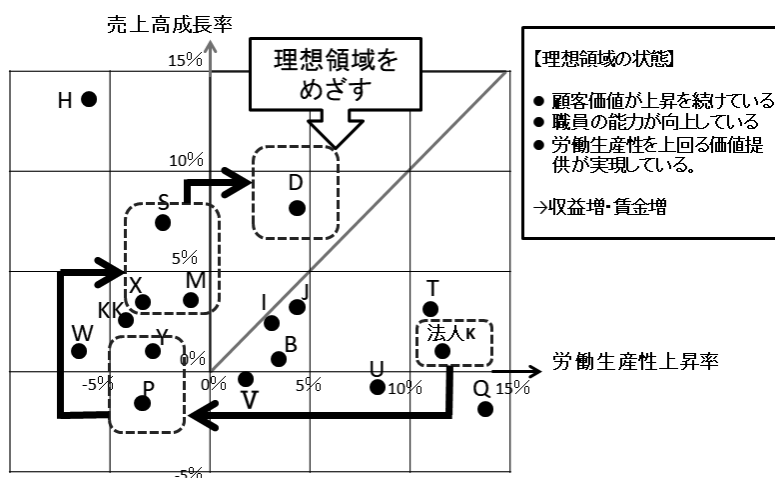 売上高成長率
15%
理想領域を
めざす
H
10%
D
S
5%
X
M
KK
I
J
T
W
Y
B
法人K
0%
労働生産性上昇率
P
V
U
Q
-5%
0%
5%
10%
15%
-5%
【理想領域の状態】
● 顧客価値が上昇を続けている
● 職員の能力が向上している
● 労働生産性を上回る価値提
供が実現している。
→収益増・賃金増